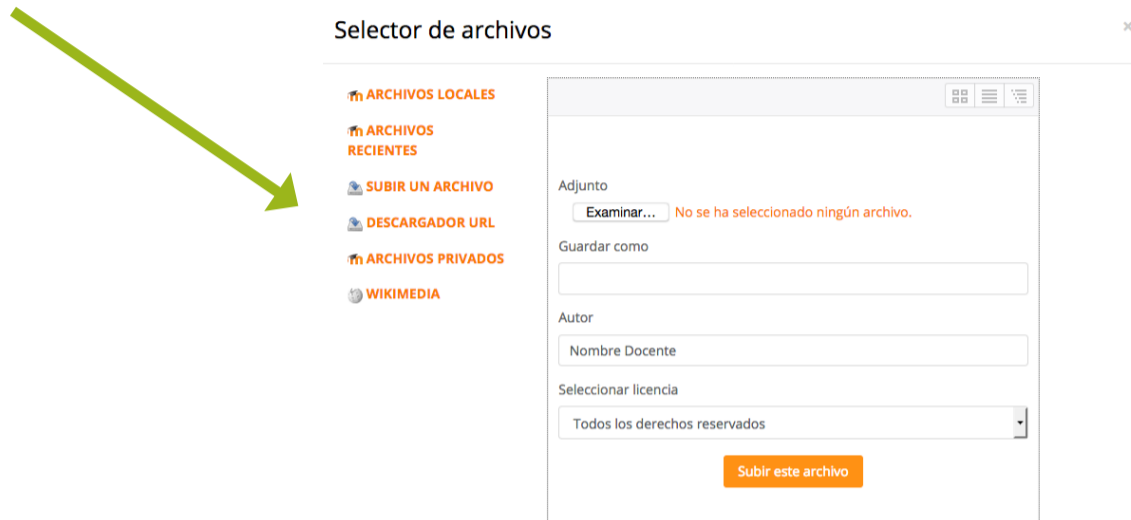 Selector de archivos
×
ARCHIVOS LOCALES
ARCHIVOS
RECIENTES
SUBIR UN ARCHIVO
DESCARGADOR URL
ARCHIVOS PRIVADOS
WIKIMEDIA
Adjunto
Examinar... No se ha seleccionado ningún archivo.
Guardar como
Autor
Nombre Docente
Seleccionar licencia
Todos los derechos reservados
Subir este archivo